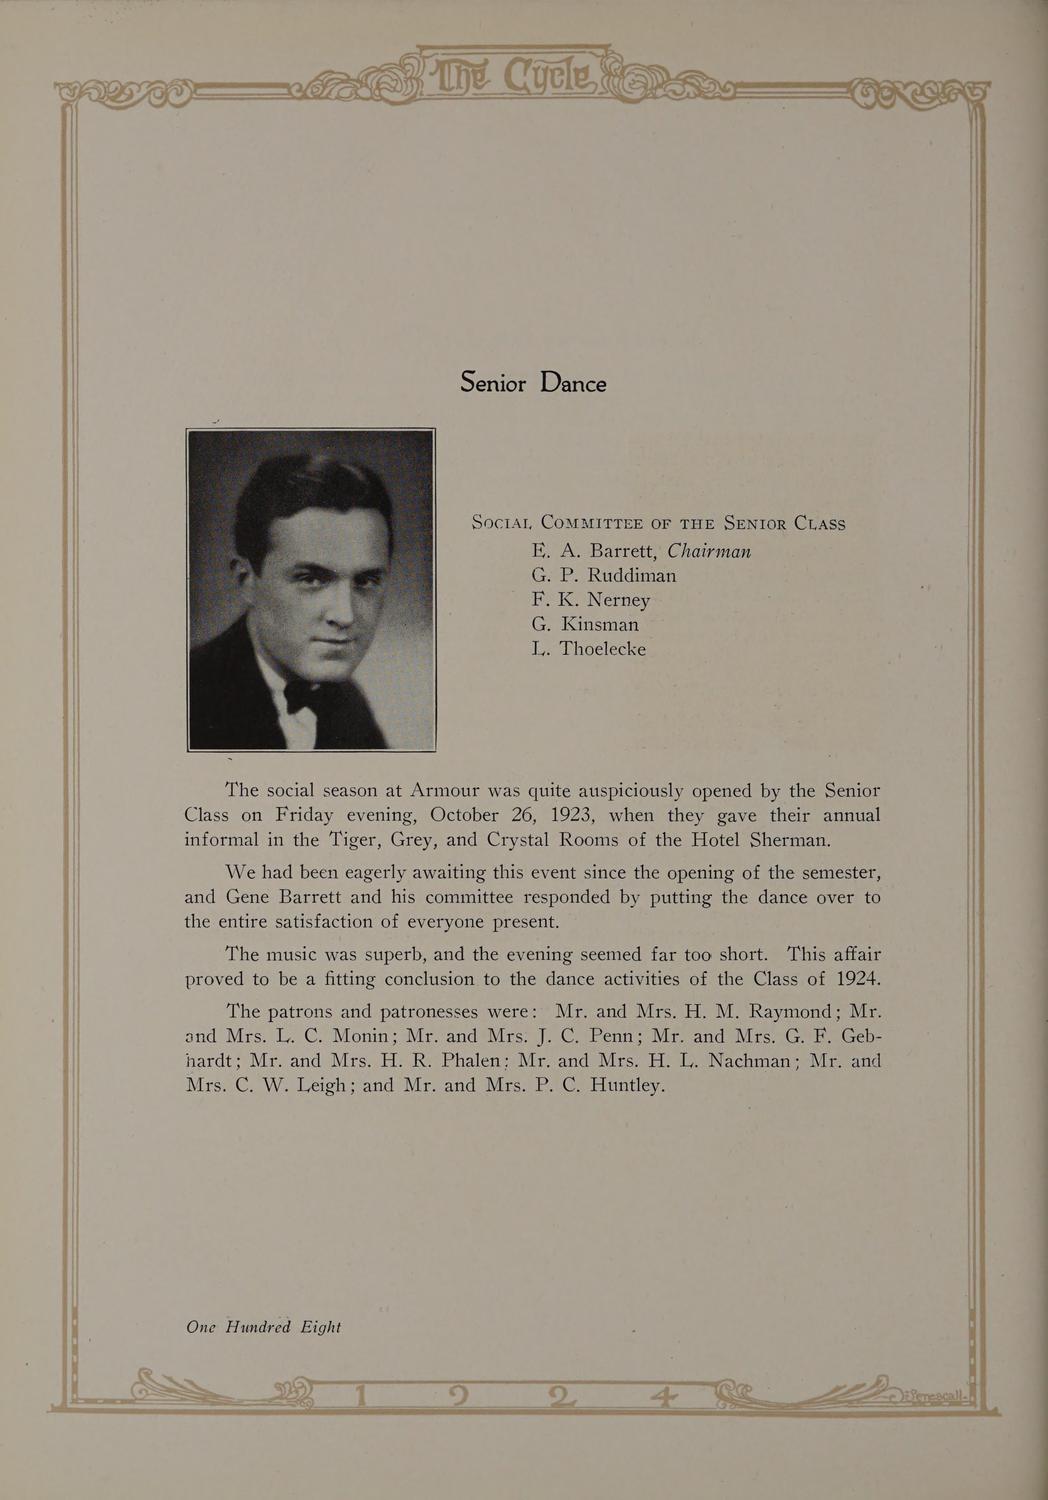 The Cycle
Senior Dance
Social Committee of the Senior Class
E. A. Barrett, Chairman
G. P. Ruddiman
F. K. Nerney
G. Kinsman
L. Thoelecke
The social season at Armour was quite auspiciously opened by the Senior
Class on Friday evening, October 26, 1923, when they gave their annual
informal in the Tiger, Grey, and Crystal Rooms of the Hotel Sherman.
We had been eagerly awaiting this event since the opening of the semester,
and Gene Barrett and his committee responded by putting the dance over to
the entire satisfaction of everyone present.
The music was superb, and the evening seemed far too short. This affair
proved to be a fitting conclusion to the dance activities of the Class of 1924.
The patrons and patronesses were: Mr. and Mrs. H. M. Raymond; Mr.
and Mrs. L. C. Monin; Mr. and Mrs. J. C. Penn; Mr. and Mrs. G. F. Geb-
hardt; Mr. and Mrs. H. R. Phalen; Mr. and Mrs. H. L. Nachman; Mr. and
Mrs. C. W. Leigh; and Mr. and Mrs. P. C. Huntley.
One Hundred Eight
1 9 2 4